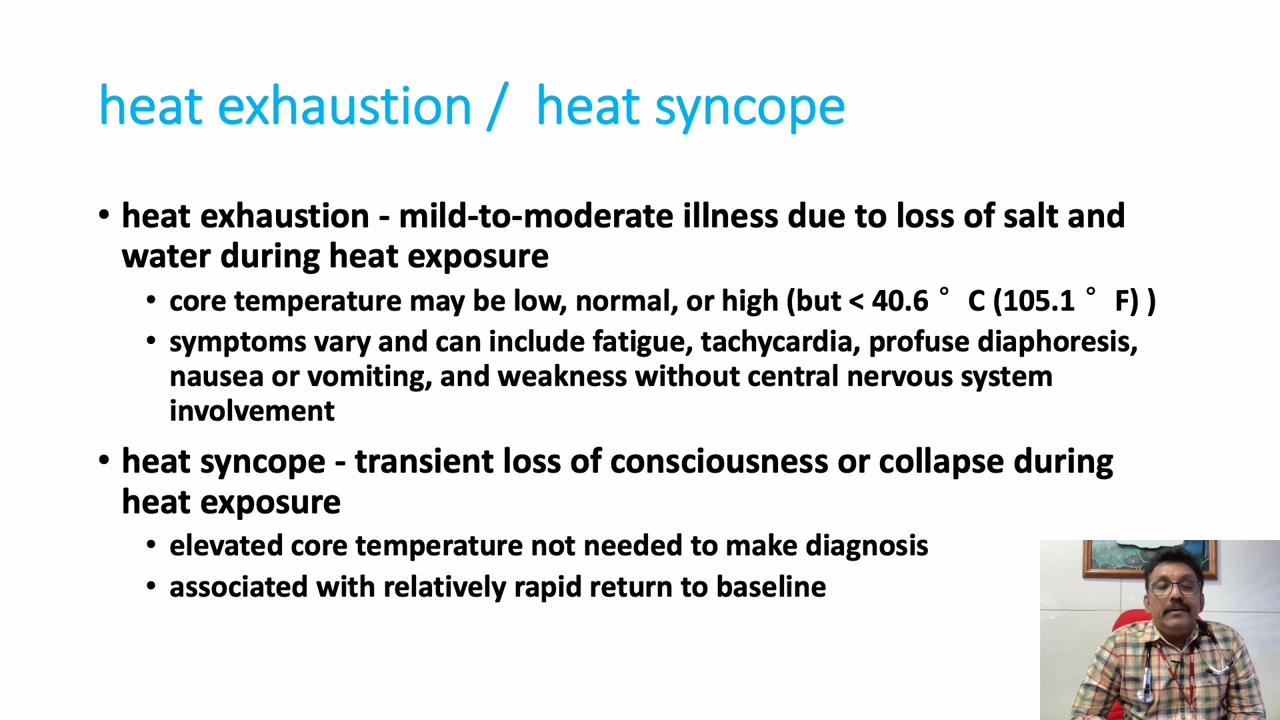 heat exhaustion / heat syncope
• heat exhaustion - mild-to-moderate illness due to loss of salt and
water during heat exposure
• core temperature may be low, normal, or high (but < 40.6 ° C (105.1 ° F) )
• symptoms vary and can include fatigue, tachycardia, profuse diaphoresis,
nausea or vomiting, and weakness without central nervous system
involvement
• heat syncope - transient loss of consciousness or collapse during
heat exposure
• elevated core temperature not needed to make diagnosis
• associated with relatively rapid return to baseline